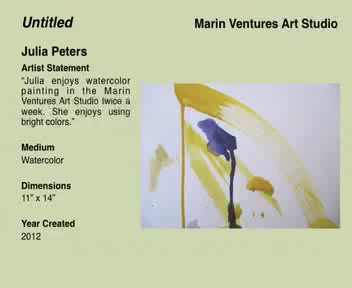 Untitled
Marin Ventures Art Studio
Julia Peters
Artist Statement
“Julia enjoys watercolor
painting in the Marin
Ventures Art Studio twice a
week. She enjoys using
bright colors.”
Medium
Watercolor
Dimensions
11” x 14”
Year Created
2012